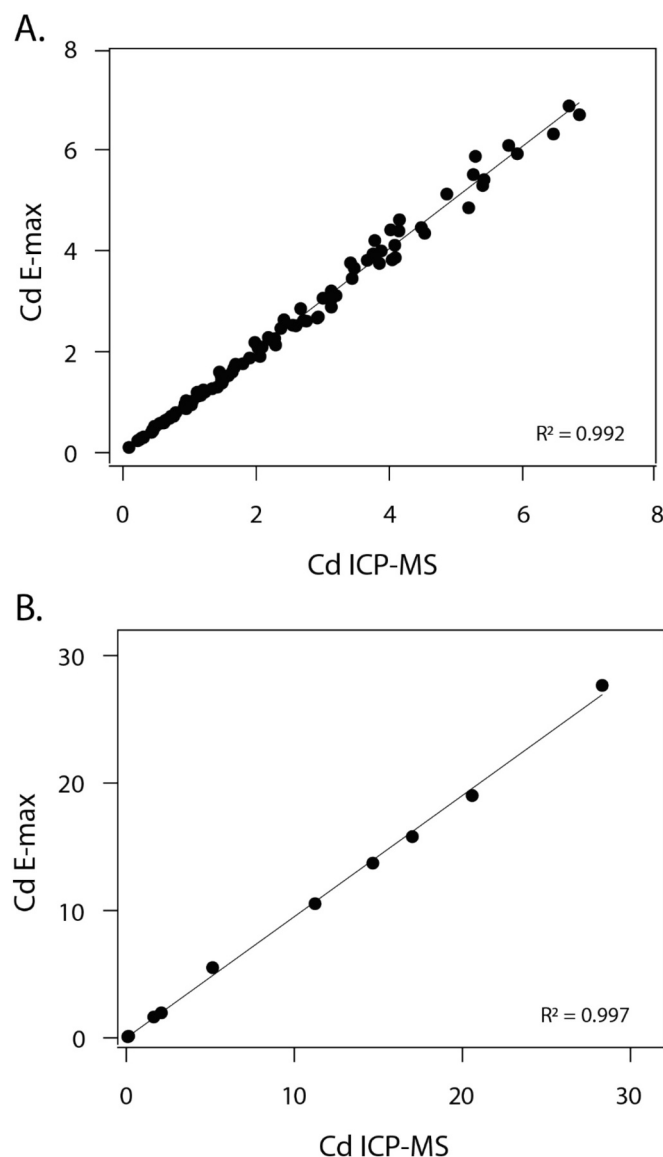 A.
8
6
4
2
0
Cd E-max
R² = 0.992
0 2 4 6 8
Cd ICP-MS
B.
30
20
10
0
Cd E-max
R² = 0.997
0 10 20 30
Cd ICP-MS